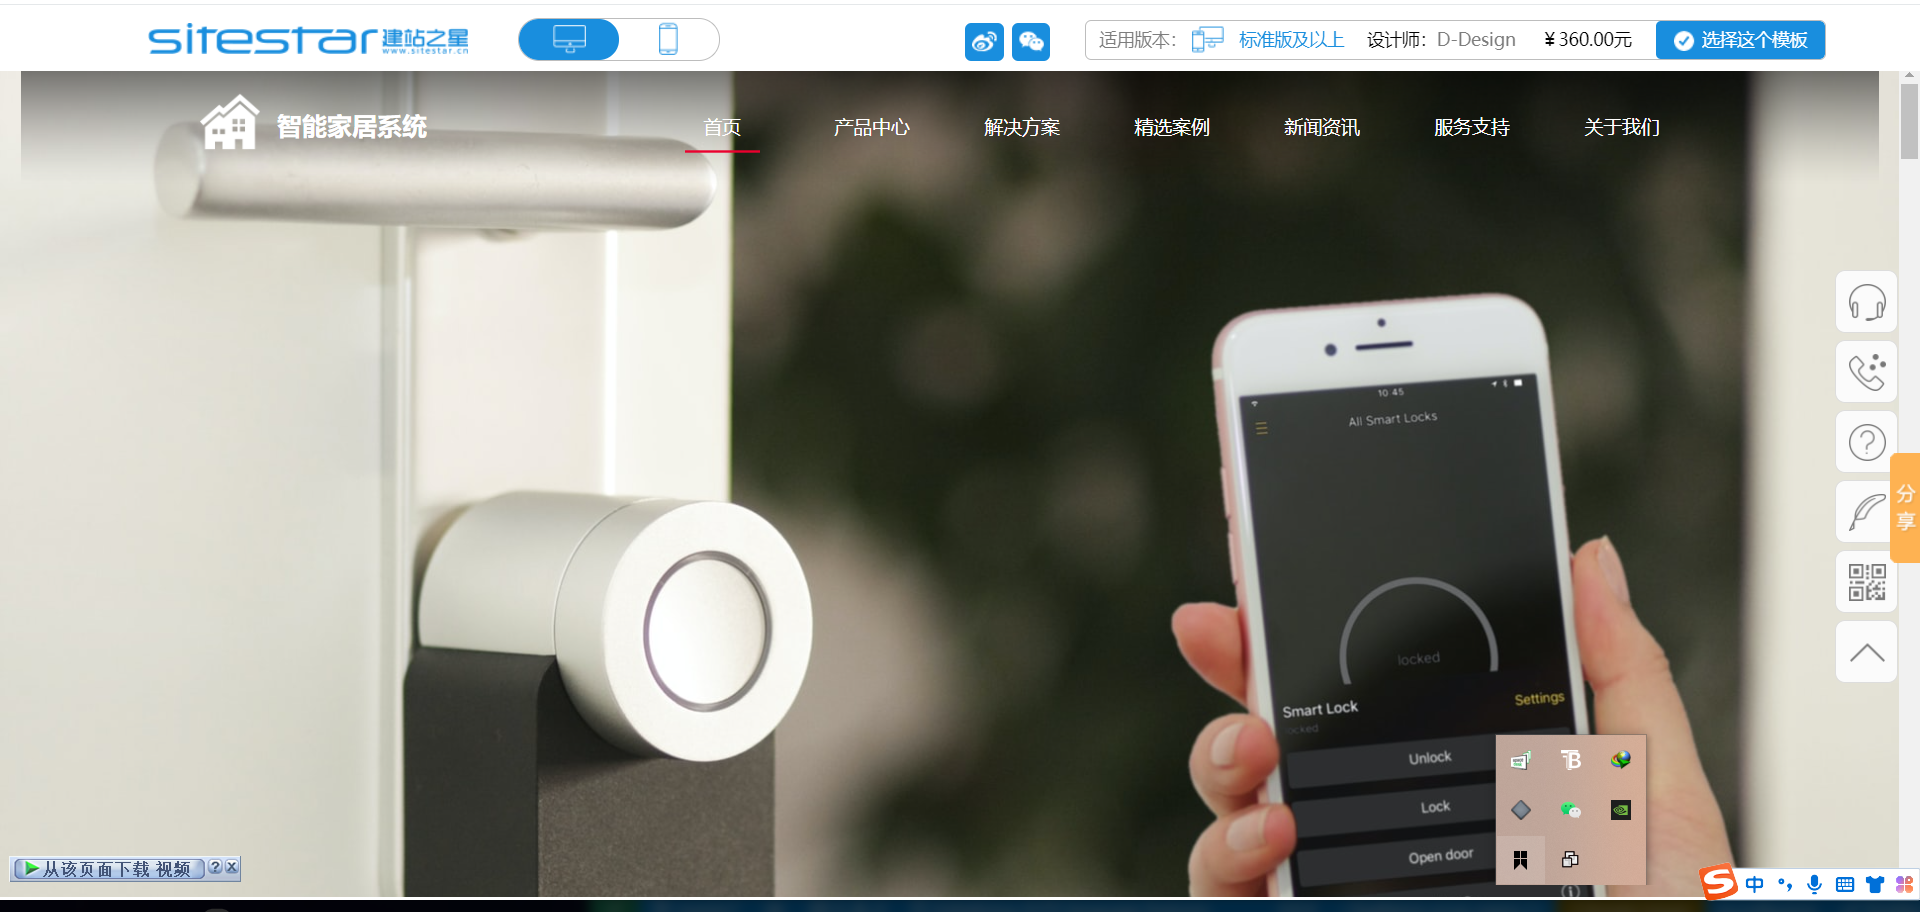 sitestar 建站之星
www.sitestar.cn
适用版本： 标准版及以上 设计师：D-Design ¥360.00元 选择这个模板
智能家居系统
首页 产品中心 解决方案 精选案例 新闻资讯 服务支持 关于我们
10 45
All Smart Locks
locked
Smart Lock Settings
locked
Unlock
Lock
Open door
分享
从该页面下载 视频 ? X
S 中